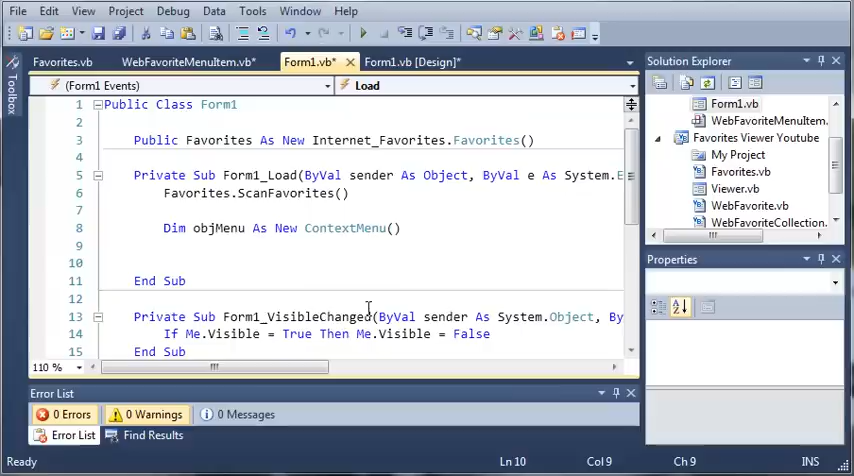 File Edit View Project Debug Data Tools Window Help
Favorites.vb WebFavoriteMenuItem.vb* Form1.vb* Form1.vb [Design]*
(Form1 Events) Load
Toolbox
1 Public Class Form1
2
3 Public Favorites As New Internet_Favorites.Favorites()
4
5 Private Sub Form1_Load(ByVal sender As Object, ByVal e As System.E
6 Favorites.ScanFavorites()
7
8 Dim objMenu As New ContextMenu()
9
10
11 End Sub
12
13 Private Sub Form1_VisibleChanged(ByVal sender As System.Object, By
14 If Me.Visible = True Then Me.Visible = False
15 End Sub
110 %
Solution Explorer
Form1.vb
WebFavoriteMenuItem.
Favorites Viewer Youtube
My Project
Favorites.vb
Viewer.vb
WebFavorite.vb
WebFavoriteCollection.
Properties
Error List
0 Errors 0 Warnings 0 Messages
Error List Find Results
Ready Ln 10 Col 9 Ch 9 INS